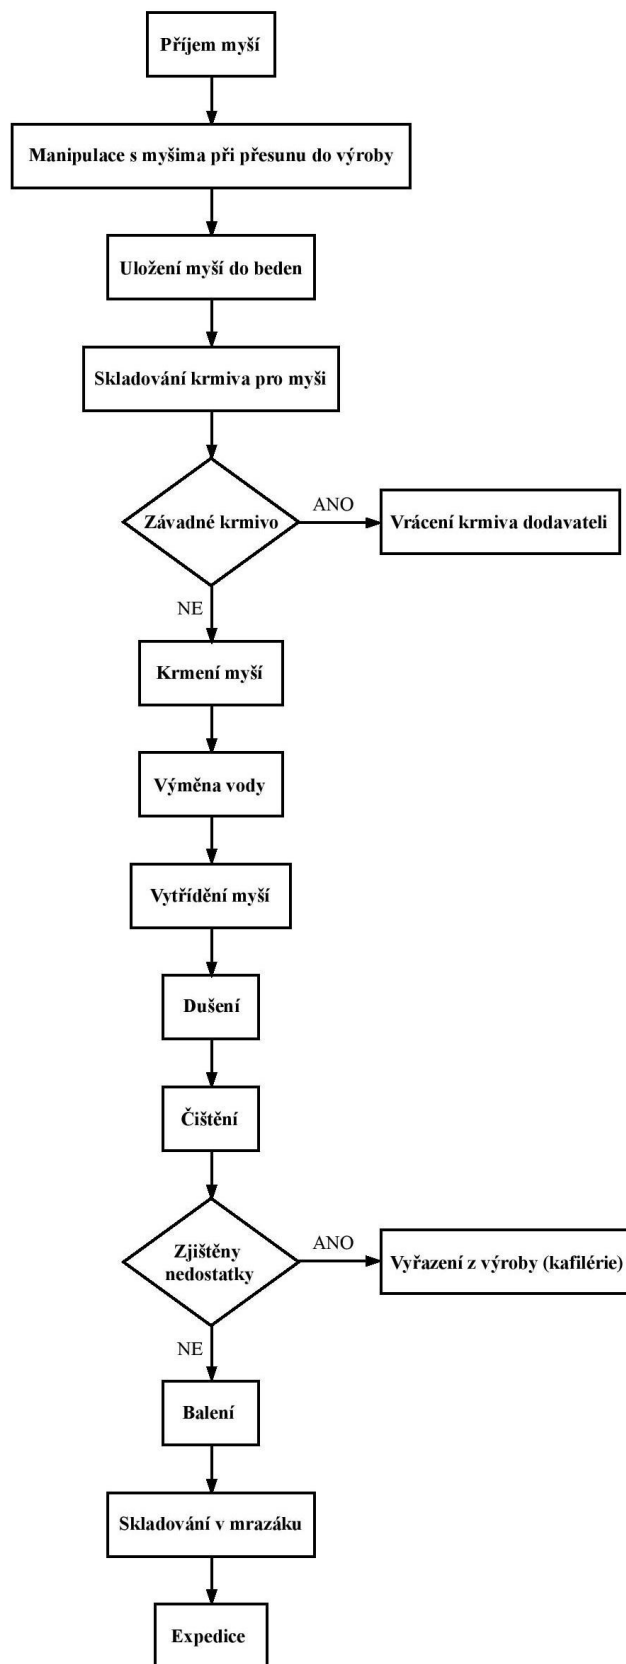 Příjem myší
Manipulace s myšima při přesunu do výroby
Uložení myší do beden
Skladování krmiva pro myši
Závadné krmivo
ANO
Vrácení krmiva dodavateli
NE
Krmení myší
Výměna vody
Vytřídění myší
Dušení
Čištění
Zjištěny
nedostatky
ANO
Vyřazení z výroby (kafilérie)
NE
Balení
Skladování v mrazáku
Expedice